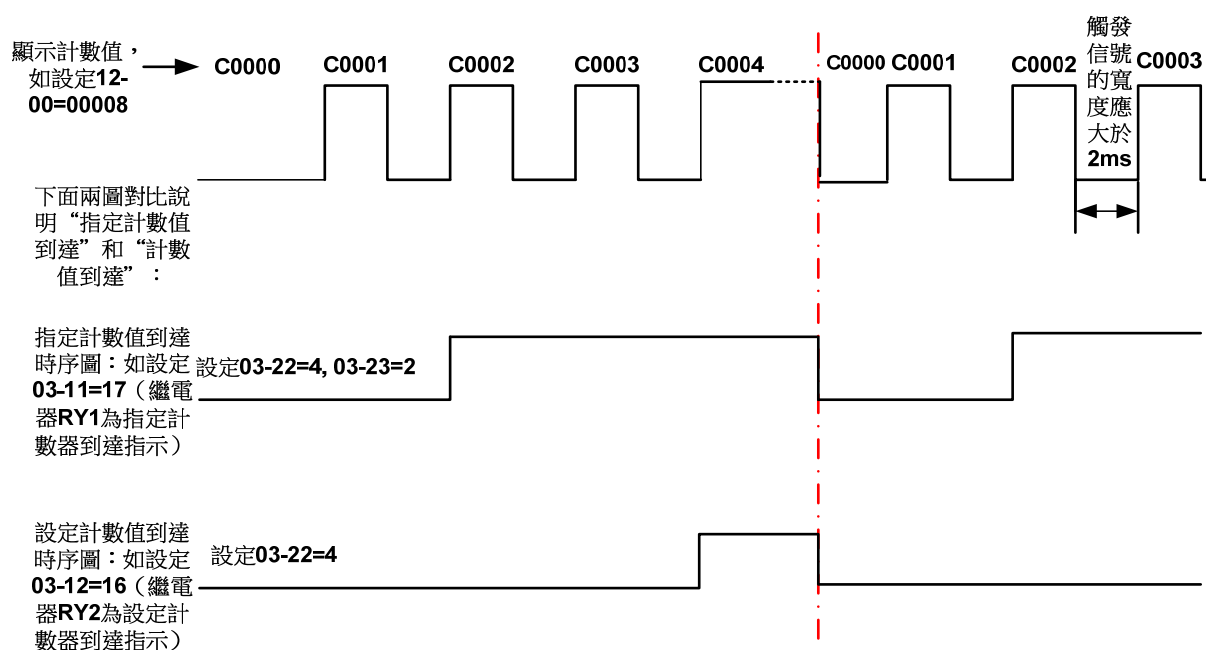 顯示計數值，
如設定12-
00=00008
C0000
C0001
C0002
C0003
C0004
C0000
C0001
C0002
觸發
信號
的寬
度應
大於
2ms
C0003
下面兩圖對比說
明“指定計數值
到達”和“計數
值到達”：
指定計數值到達
時序圖：如設定
03-11=17（繼電
器RY1為指定計
數器到達指示）
設定03-22=4, 03-23=2
設定計數值到達
時序圖：如設定
03-12=16（繼電
器RY2為設定計
數器到達指示）
設定03-22=4